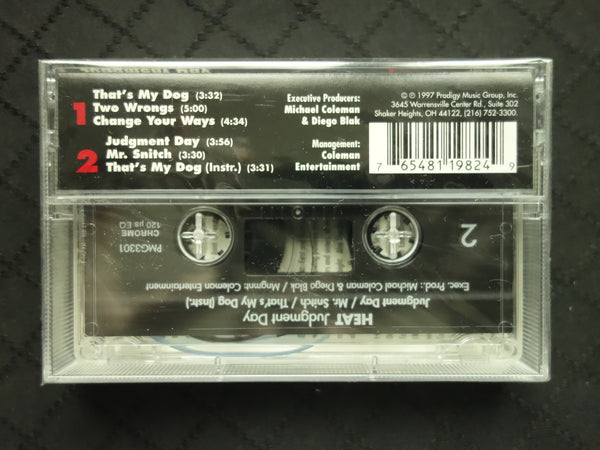 Judgment Day
1
That's My Dog (3:32)
Two Wrongs (5:00)
Change Your Ways (4:34)
2
Judgment Day (3:56)
Mr. Snitch (3:30)
That's My Dog (Instr.) (3:31)
Executive Producers:
Michael Coleman
& Diego Blak
Management:
Coleman
Entertainment
© ℗ 1997 Prodigy Music Group, Inc.
3645 Warrensville Center Rd., Suite 302
Shaker Heights, OH 44122, (216) 752-3300.
7 65481 19824 9
2
PMG3301
CHROME
120 µs EQ
HEAT Judgment Day
Judgment Day / Mr. Snitch / That's My Dog (Instr.)
Exec. Prod.: Michael Coleman & Diego Blak / Mngmnt: Coleman Entertainment